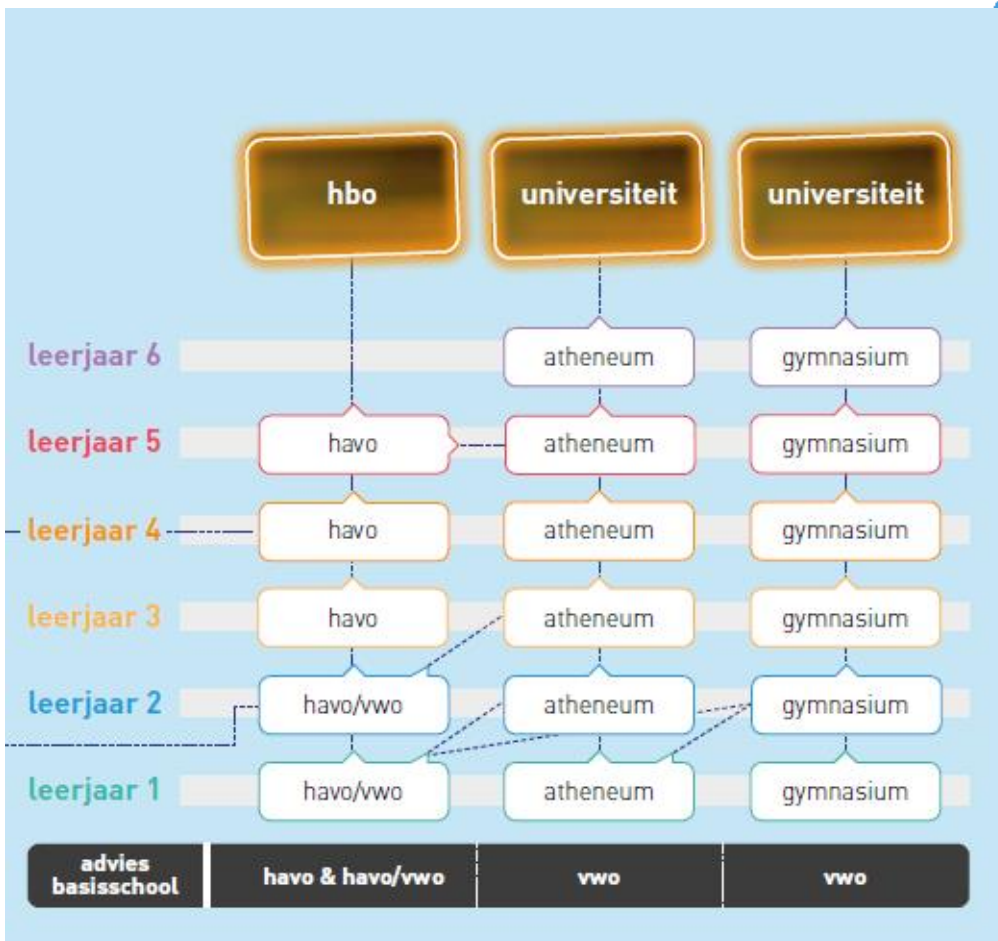 hbo universiteit universiteit
leerjaar 6 atheneum gymnasium
leerjaar 5 havo atheneum gymnasium
leerjaar 4 havo atheneum gymnasium
leerjaar 3 havo atheneum gymnasium
leerjaar 2 havo/vwo atheneum gymnasium
leerjaar 1 havo/vwo atheneum gymnasium
advies
basisschool havo & havo/vwo vwo vwo